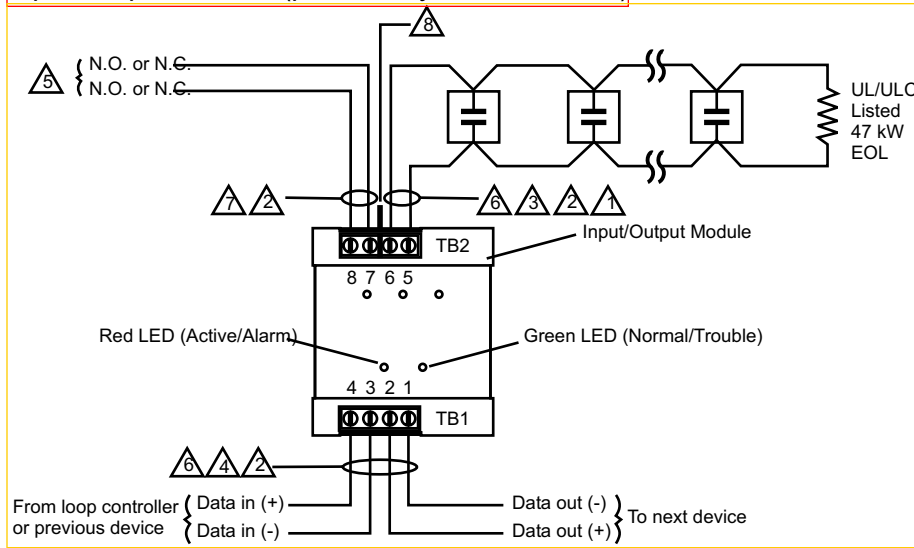 8
5
N.O. or N.C.
N.O. or N.C.
UL/ULC
Listed
47 kW
EOL
7 2
6 3 2 1
Input/Output Module
TB2
8 7 6 5
Red LED (Active/Alarm)
Green LED (Normal/Trouble)
4 3 2 1
TB1
6 4 2
From loop controller
or previous device
Data in (+)
Data in (-)
Data out (-)
Data out (+)
To next device